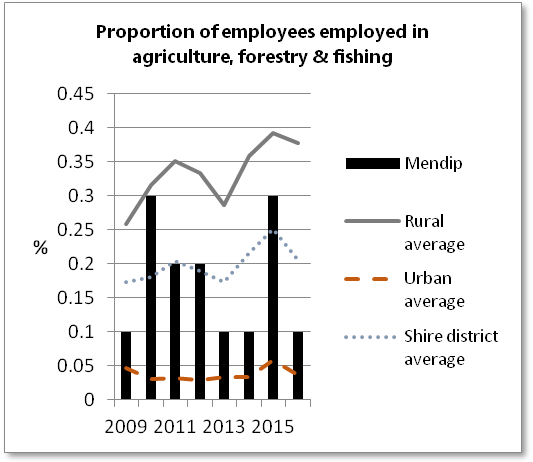 Proportion of employees employed in
agriculture, forestry & fishing
0.45
0.4
0.35
0.3
0.25
0.2
0.15
0.1
0.05
0
%
2009 2011 2013 2015
Mendip
Rural
average
Urban
average
Shire district
average